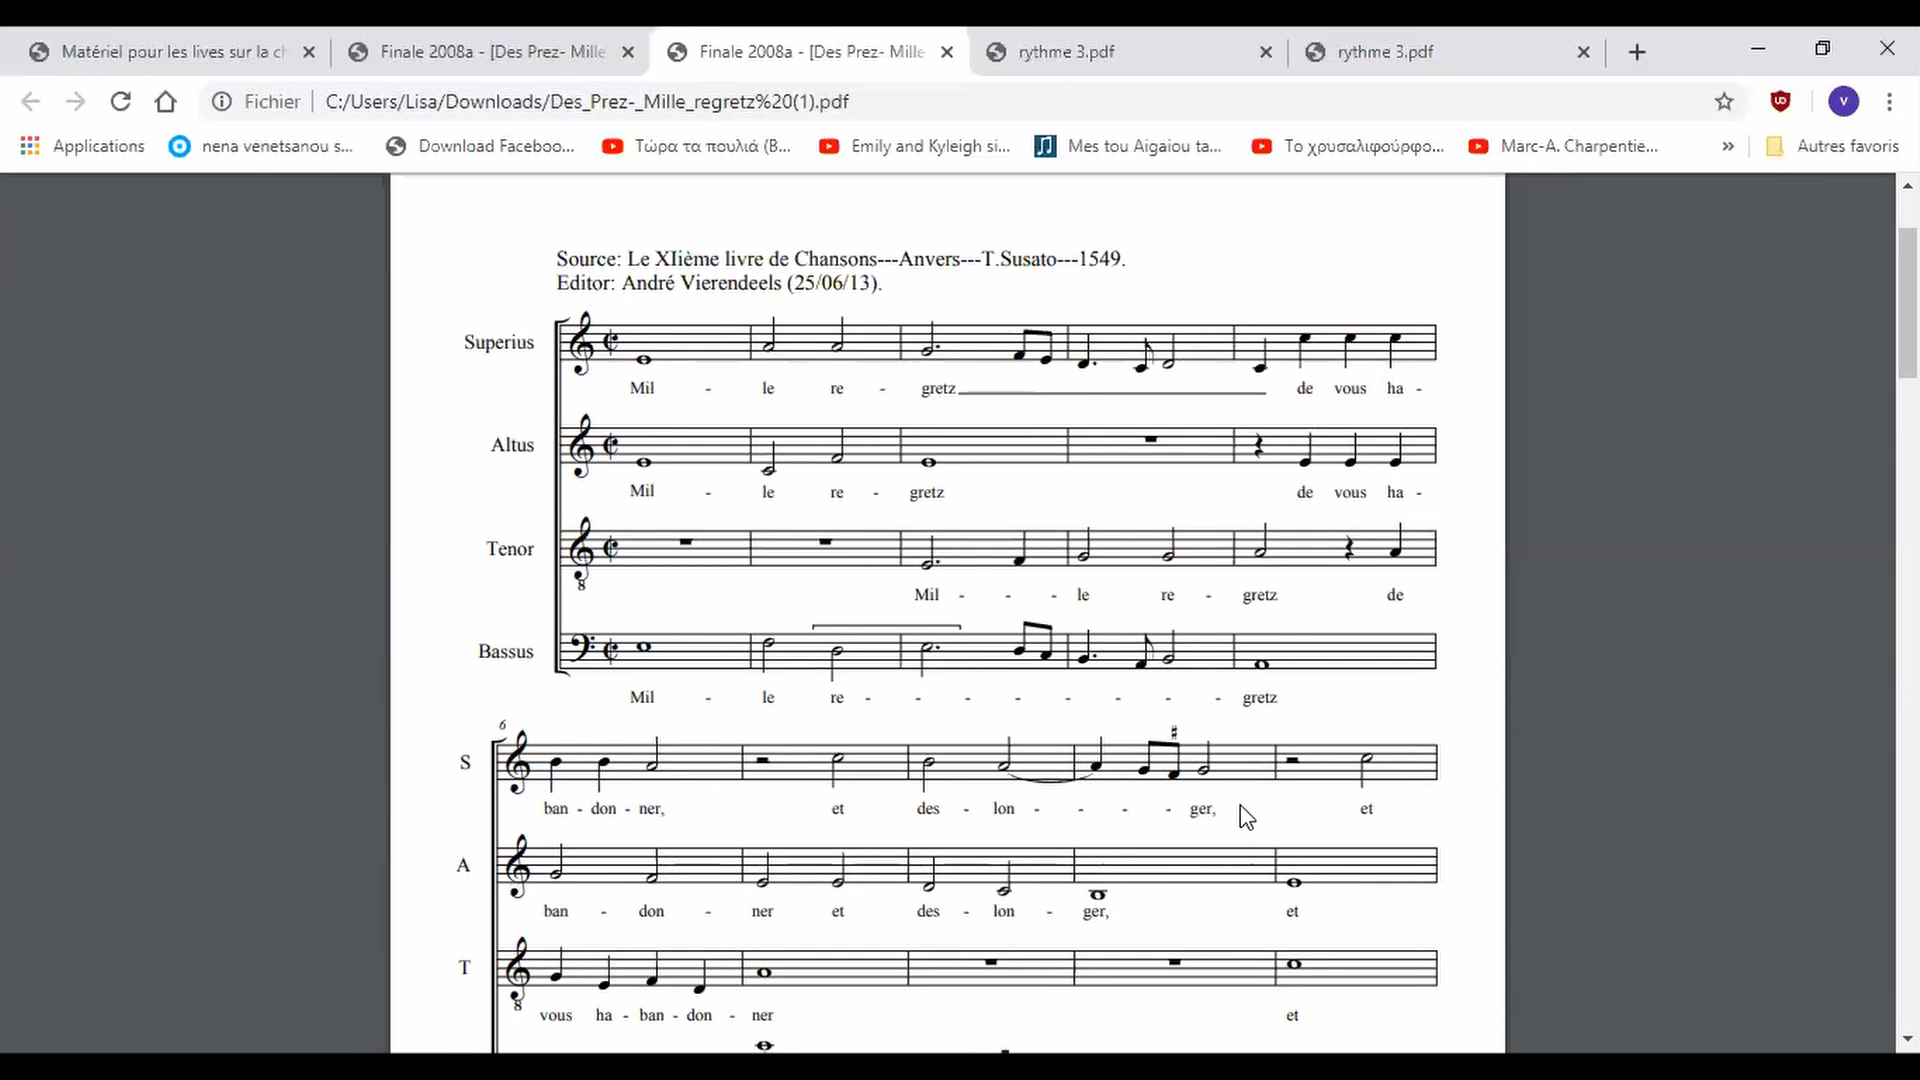 Matériel pour les lives sur la ch
Finale 2008a - [Des Prez- Mille
Finale 2008a - [Des Prez- Mille
rythme 3.pdf
rythme 3.pdf
Fichier
C:/Users/Lisa/Downloads/Des_Prez-_Mille_regretz%20(1).pdf
V
Applications
nena venetsanou s...
Download Faceboo...
Τώρα τα πουλιά (B...
Emily and Kyleigh si...
Mes tou Aigaiou ta...
Το χρυσαλιφούρφο...
Marc-A. Charpentie...
»
Autres favoris
Source: Le XIième livre de Chansons---Anvers---T.Susato---1549.
Editor: André Vierendeels (25/06/13).
Superius
Mil - le re - gretz de vous ha -
Altus
Mil - le re - gretz de vous ha -
Tenor
8
Mil - - - le re - gretz de
Bassus
Mil - le re - - - - - - - - gretz
6
S
ban - don - ner, et des - lon - - - ger, et
A
ban - don - ner et des - lon - ger, et
T
8
vous ha - ban - don - ner et